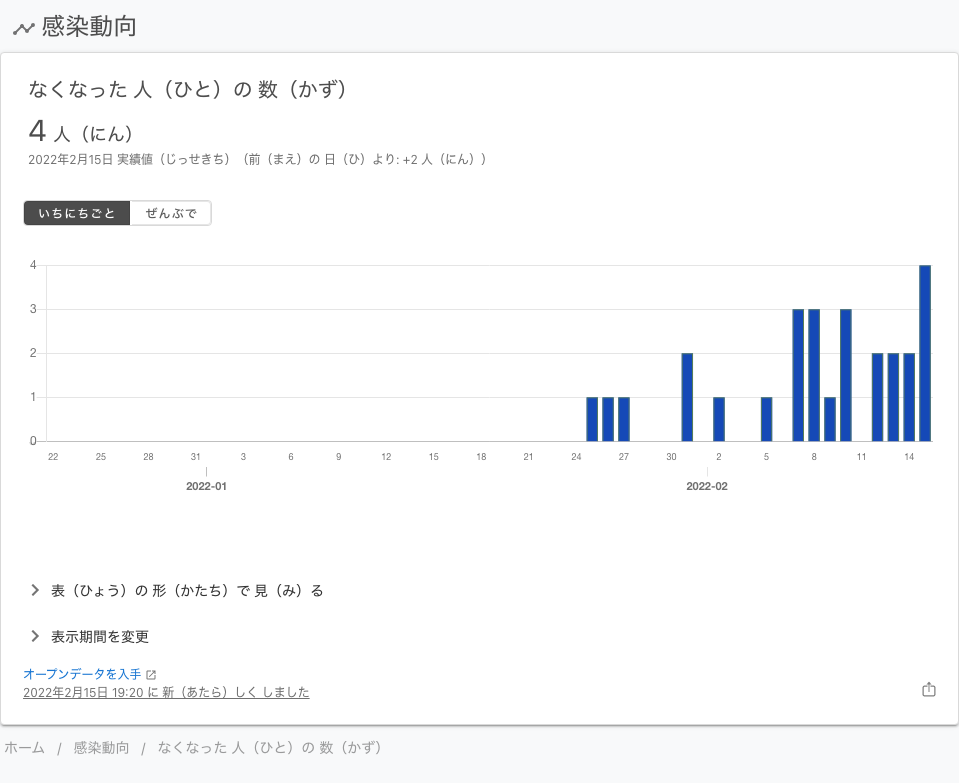 感染動向
なくなった 人（ひと）の 数（かず）
4 人（にん）
2022年2月15日 実績値（じっせきち）（前（まえ）の 日（ひ）より: +2 人（にん））
いちにちごと ぜんぶで
4
3
2
1
0
22 25 28 31 3 6 9 12 15 18 21 24 27 30 2 5 8 11 14
2022-01 2022-02
表（ひょう）の 形（かたち）で 見（み）る
表示期間を変更
オープンデータを入手
2022年2月15日 19:20 に 新（あたら）しく しました
ホーム / 感染動向 / なくなった 人（ひと）の 数（かず）